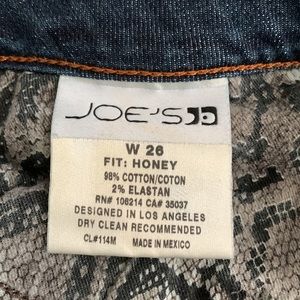 JOE'S
W 26
FIT: HONEY
98% COTTON/COTON
2% ELASTAN
RN# 106214 CA# 35037
DESIGNED IN LOS ANGELES
DRY CLEAN RECOMMENDED
CL#114M MADE IN MEXICO